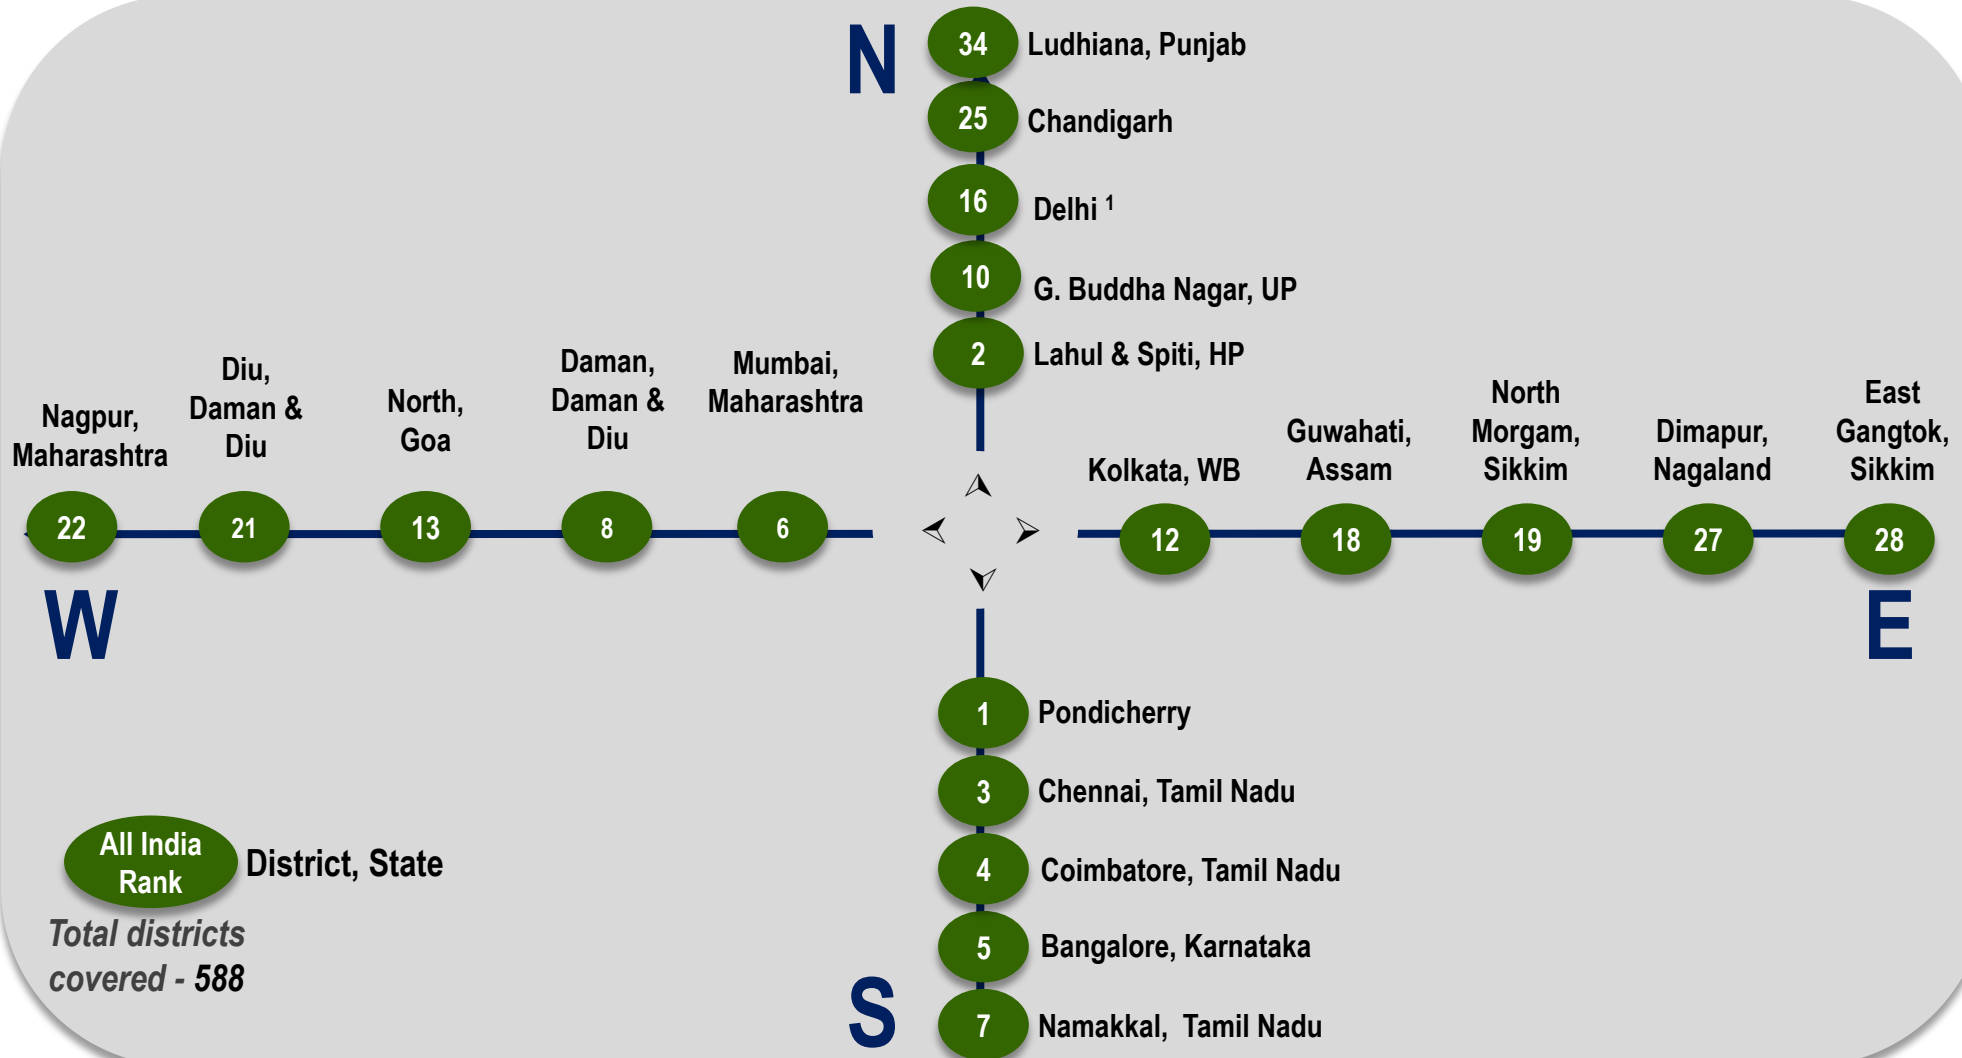 N
34
Ludhiana, Punjab
25
Chandigarh
16
Delhi 1
10
G. Buddha Nagar, UP
2
Lahul & Spiti, HP
Nagpur,
Maharashtra
Diu,
Daman &
Diu
North,
Goa
Daman,
Daman &
Diu
Mumbai,
Maharashtra
22
21
13
8
6
W
Kolkata, WB
Guwahati,
Assam
North
Morgam,
Sikkim
Dimapur,
Nagaland
East
Gangtok,
Sikkim
12
18
19
27
28
E
1
Pondicherry
3
Chennai, Tamil Nadu
4
Coimbatore, Tamil Nadu
5
Bangalore, Karnataka
7
Namakkal, Tamil Nadu
S
All India
Rank
District, State
Total districts
covered - 588